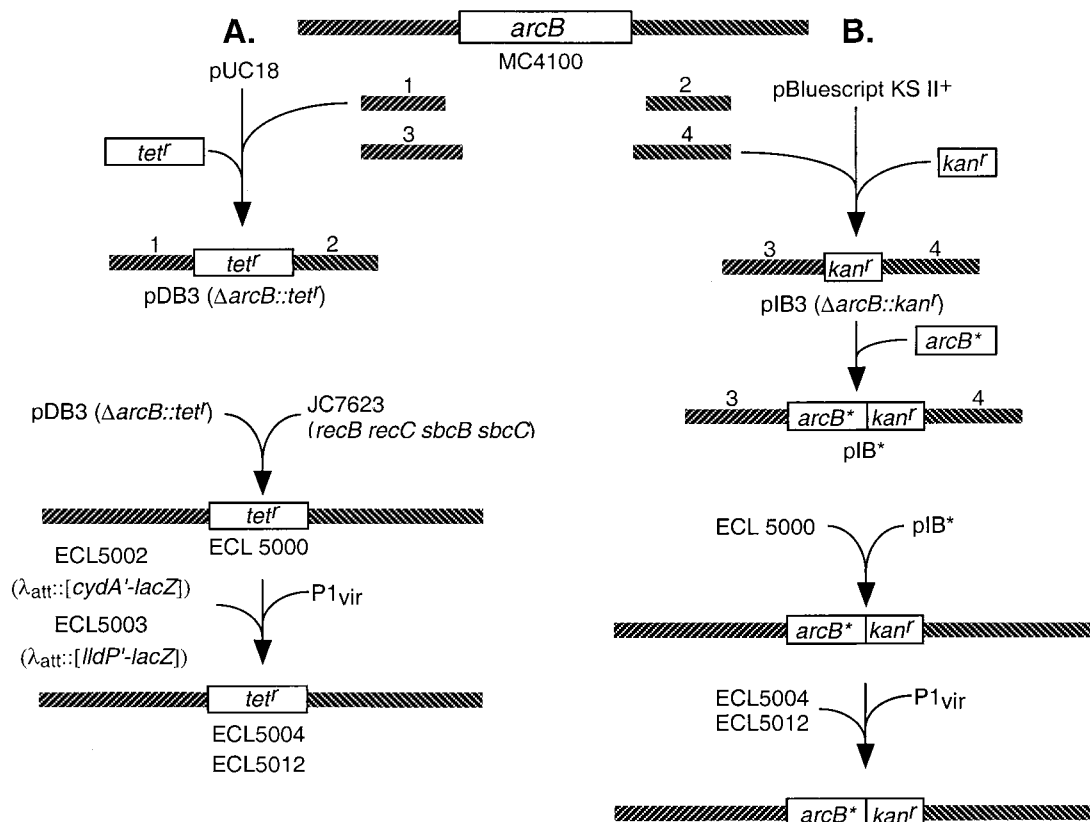 A.
arcB
B.
MC4100
pUC18
1
2
pBluescript KS II+
3
4
tetr
kanr
1
2
tetr
pDB3 (ΔarcB::tetr)
3
4
kanr
pIB3 (ΔarcB::kanr)
arcB*
3
4
arcB* kanr
pIB*
pDB3 (ΔarcB::tetr)
JC7623
(recB recC sbcB sbcC)
tetr
ECL 5000
ECL5002
(λatt::[cydA'-lacZ])
P1vir
ECL5003
(λatt::[lldP'-lacZ])
tetr
ECL5004
ECL5012
ECL 5000
pIB*
arcB* kanr
ECL5004
ECL5012
P1vir
arcB* kanr